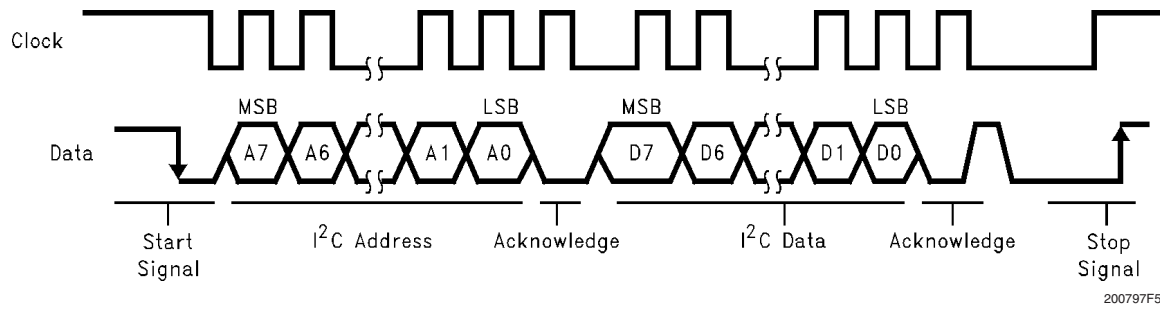 Clock
MSB LSB MSB LSB
Data A7 A6 A1 A0 D7 D6 D1 D0
Start Signal
I²C Address
Acknowledge
I²C Data
Acknowledge
Stop Signal
200797F5